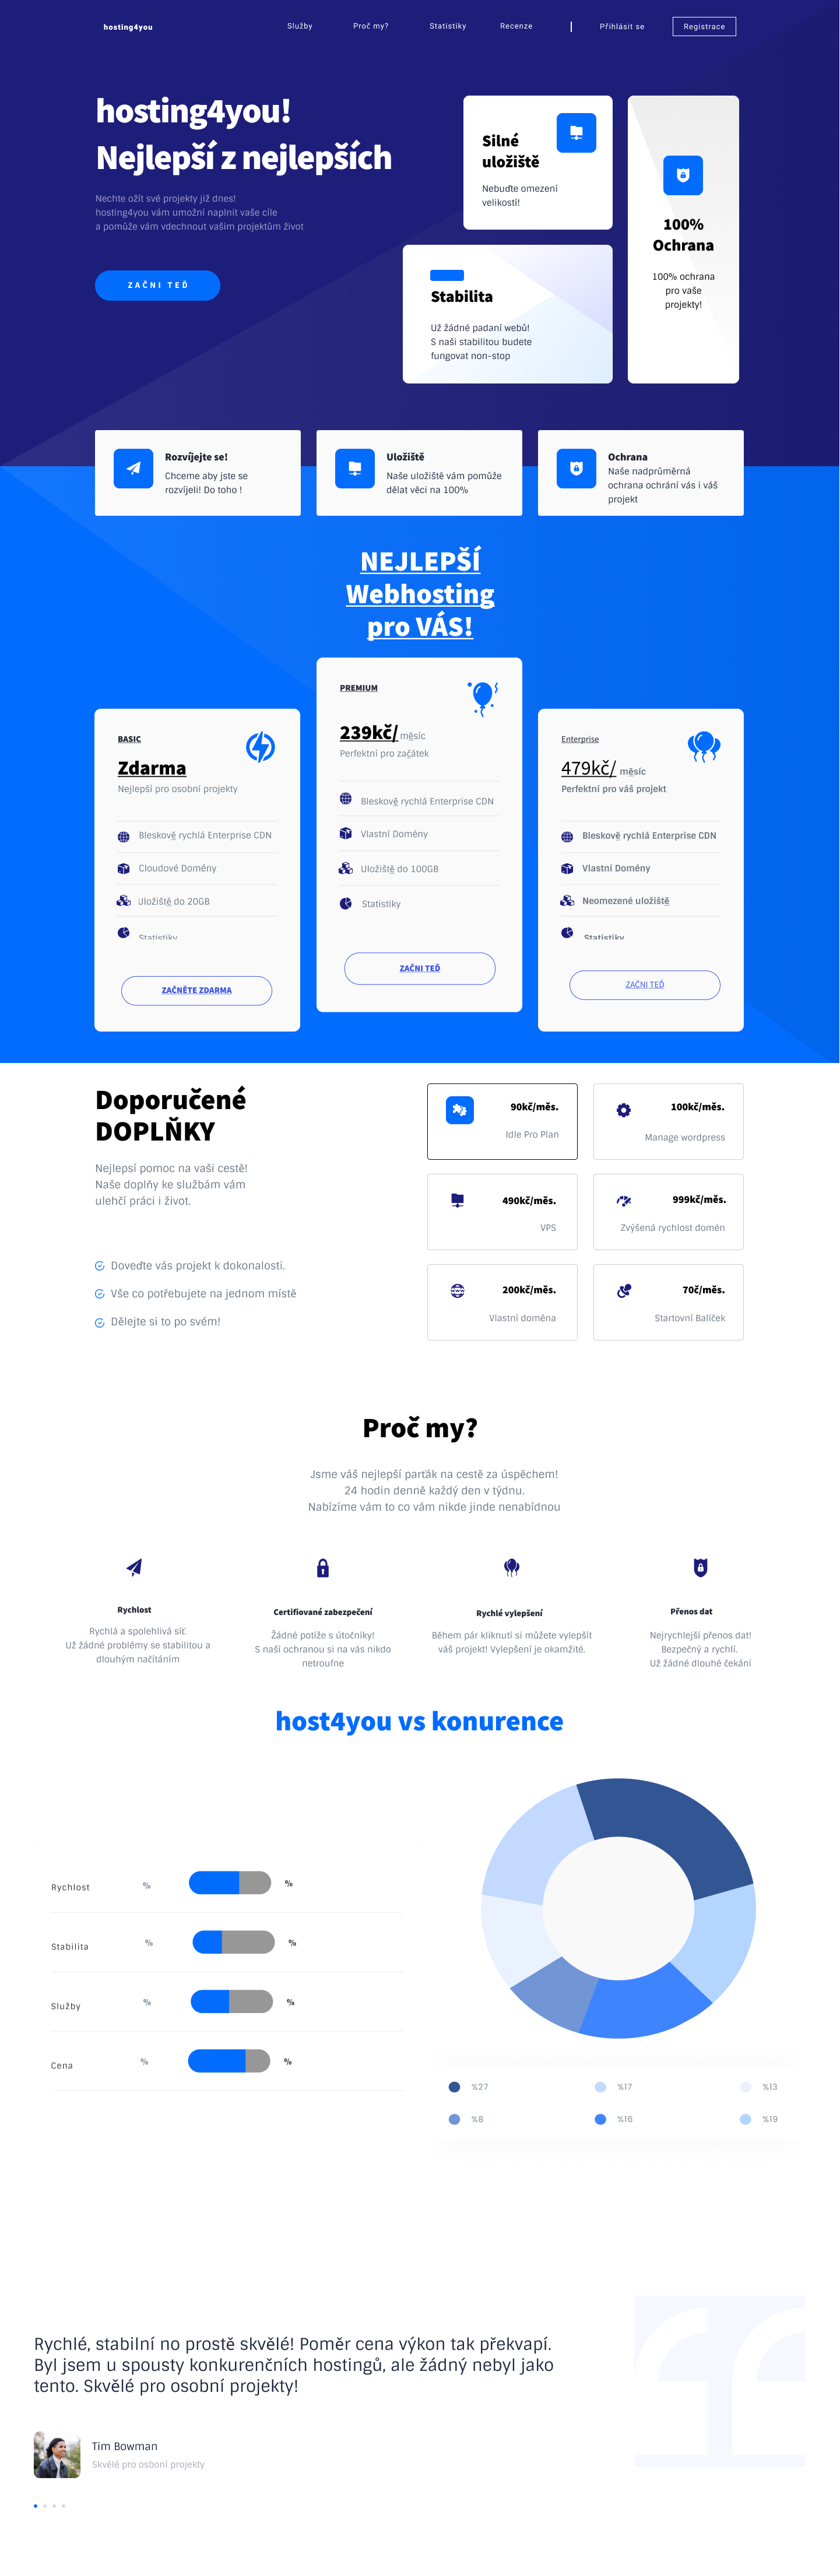 hosting4you
Služby
Proč my?
Statistiky
Recenze
Příhlásit se
Registrace
hosting4you!
Nejlepší z nejlepších
Nechte ožít své projekty již dnes!
hosting4you vám umožní naplnit vaše cíle
a pomůže vám vdechnout vašim projektům život
ZAČNI TEĎ
Silné
uložiště
Nebuďte omezení
velikostí!
100%
Ochrana
100% ochrana
pro vaše
projekty!
Stabilita
Už žádné padaní webů!
S naši stabilitou budete
fungovat non-stop
Rozvíjejte se!
Chceme aby jste se
rozvíjeli! Do toho !
Uložiště
Naše uložiště vám pomůže
dělat věci na 100%
Ochrana
Naše nadprůměrná
ochrana ochrání vás i váš
projekt
NEJLEPŠÍ
Webhosting
pro VÁS!
BASIC
Zdarma
Nejlepší pro osobní projekty
Bleskově rychlá Enterprise CDN
Cloudové Domény
Uložiště do 20GB
Statistiky
ZAČNĚTE ZDARMA
PREMIUM
239kč/ měsíc
Perfektní pro začátek
Bleskově rychlá Enterprise CDN
Vlastní Domény
Uložiště do 100GB
Statistiky
ZAČNI TEĎ
Enterprise
479kč/ měsíc
Perfektní pro váš projekt
Bleskově rychlá Enterprise CDN
Vlastní Domény
Neomezené uložiště
Statistiky
ZAČNI TEĎ
Doporučené
DOPLŇKY
Nejlepsí pomoc na vaší cestě!
Naše doplňy ke službám vám
ulehčí práci i život.
Doveďte vás projekt k dokonalosti.
Vše co potřebujete na jednom místě
Dělejte si to po svém!
90kč/měs.
Idle Pro Plan
100kč/měs.
Manage wordpress
490kč/měs.
VPS
999kč/měs.
Zvýšená rychlost domén
200kč/měs.
Vlastní doména
70č/měs.
Startovní Balíček
Proč my?
Jsme váš nejlepší parťák na cestě za úspěchem!
24 hodin denně každý den v týdnu.
Nabízíme vám to co vám nikde jinde nenabídnou
Rychlost
Rychlá a spolehlivá síť.
Už žádné problémy se stabilitou a
dlouhým načítáním
Certifiované zabezpečení
Žádné potíže s útočníky!
S naší ochranou si na vás nikdo
netroufne
Rychlé vylepšení
Během pár kliknutí si můžete vylepšít
váš projekt! Vylepšení je okamžité.
Přenos dat
Nejrychlejší přenos dat!
Bezpečný a rychlí.
Už žádné dlouhé čekání
host4you vs konurence
Rychlost % %
Stabilita % %
Služby % %
Cena % %
%27 %17 %13
%8 %16 %19
Rychlé, stabilní no prostě skvělé! Poměr cena výkon tak překvapí.
Byl jsem u spousty konkurenčních hostingů, ale žádný nebyl jako
tento. Skvělé pro osobní projekty!
Tim Bowman
Skvělé pro osboní projekty